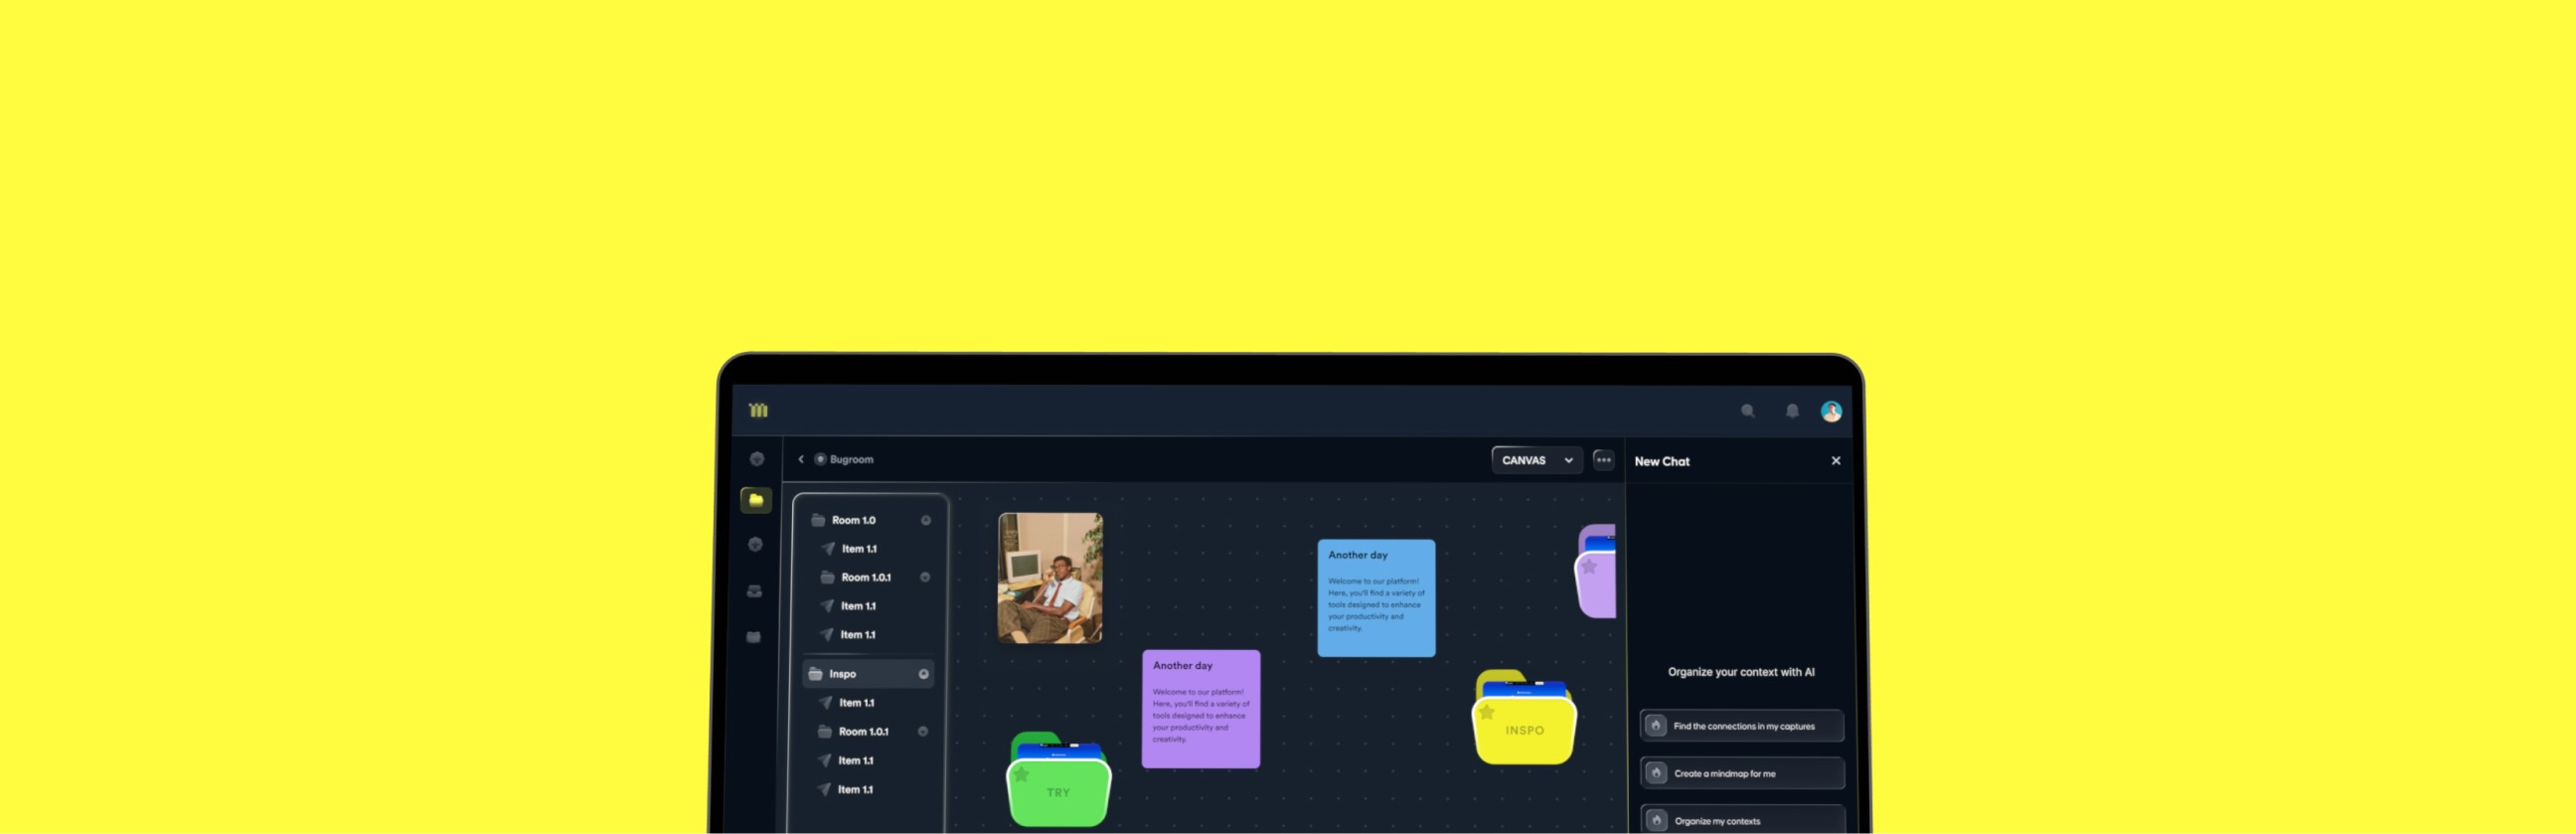 Bugroom
CANVAS
New Chat
Room 1.0
Item 1.1
Room 1.0.1
Item 1.1
Item 1.1
Inspo
Item 1.1
Room 1.0.1
Item 1.1
Item 1.1
Another day
Welcome to our platform!
Here, you'll find a variety of
tools designed to enhance
your productivity and
creativity.
Another day
Welcome to our platform!
Here, you'll find a variety of
tools designed to enhance
your productivity and
creativity.
TRY
INSPO
Organize your context with AI
Find the connections in my captures
Create a mindmap for me
Organize my contexts